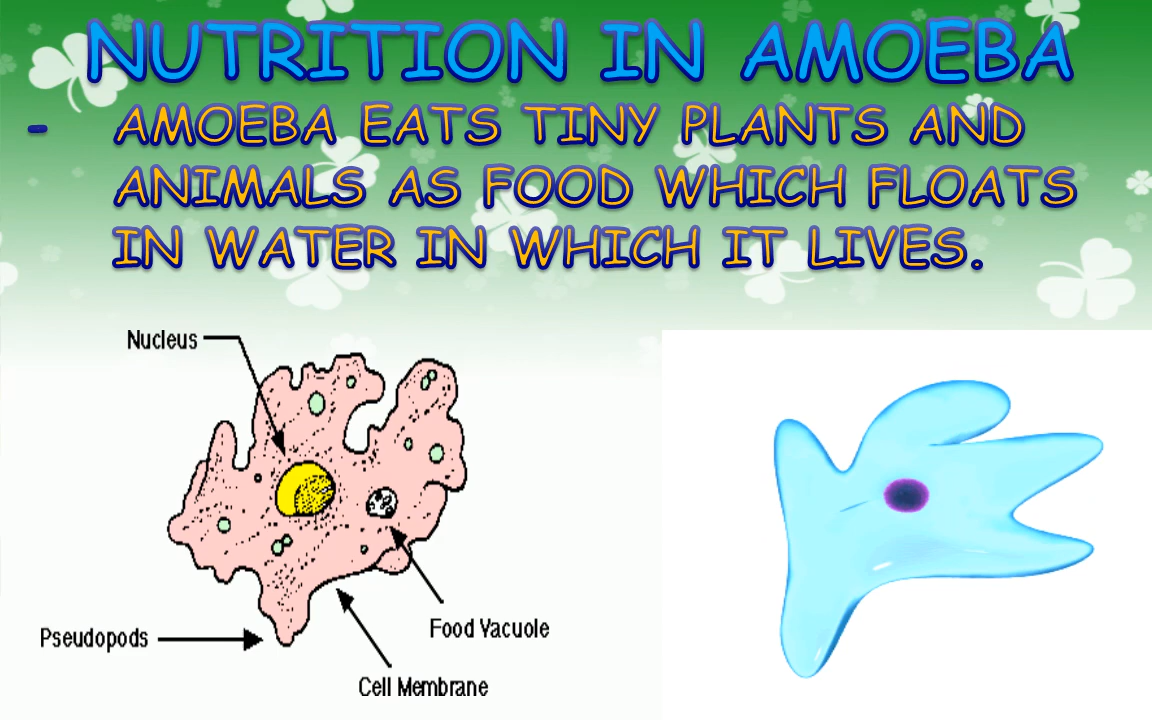 NUTRITION IN AMOEBA
- AMOEBA EATS TINY PLANTS AND
ANIMALS AS FOOD WHICH FLOATS
IN WATER IN WHICH IT LIVES.
Nucleus
Food Vacuole
Pseudopods
Cell Membrane